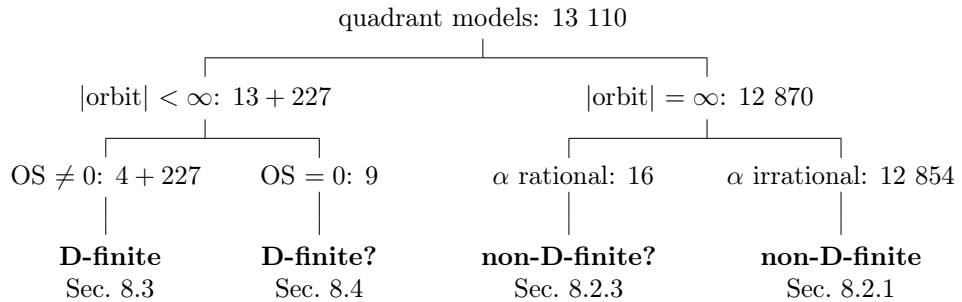 quadrant models: 13 110
|orbit| < ∞: 13 + 227 |orbit| = ∞: 12 870
OS ≠ 0: 4 + 227 OS = 0: 9 α rational: 16 α irrational: 12 854
D-finite D-finite? non-D-finite? non-D-finite
Sec. 8.3 Sec. 8.4 Sec. 8.2.3 Sec. 8.2.1